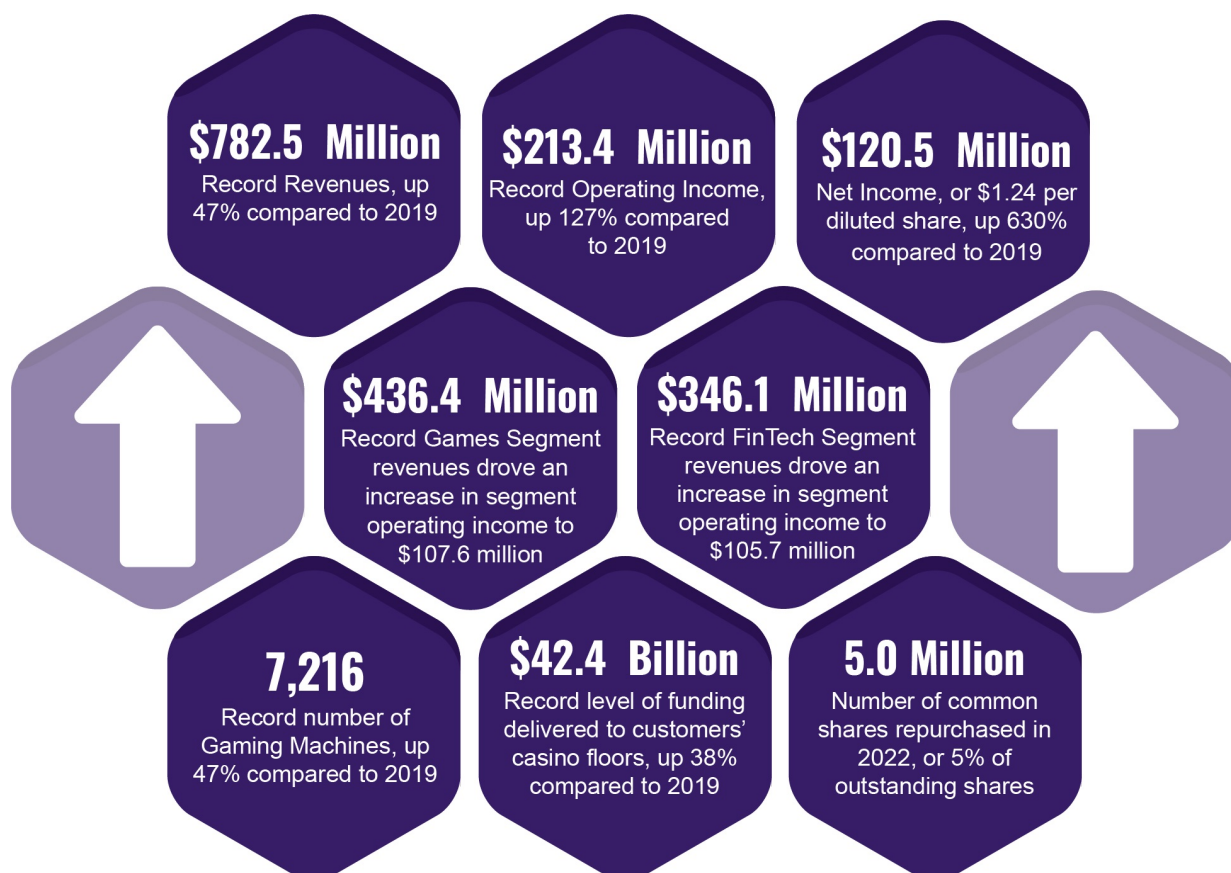 $782.5 Million
Record Revenues, up
47% compared to 2019
$213.4 Million
Record Operating Income,
up 127% compared
to 2019
$120.5 Million
Net Income, or $1.24 per
diluted share, up 630%
compared to 2019
$436.4 Million
Record Games Segment
revenues drove an
increase in segment
operating income to
$107.6 million
$346.1 Million
Record FinTech Segment
revenues drove an
increase in segment
operating income to
$105.7 million
7,216
Record number of
Gaming Machines, up
47% compared to 2019
$42.4 Billion
Record level of funding
delivered to customers’
casino floors, up 38%
compared to 2019
5.0 Million
Number of common
shares repurchased in
2022, or 5% of
outstanding shares